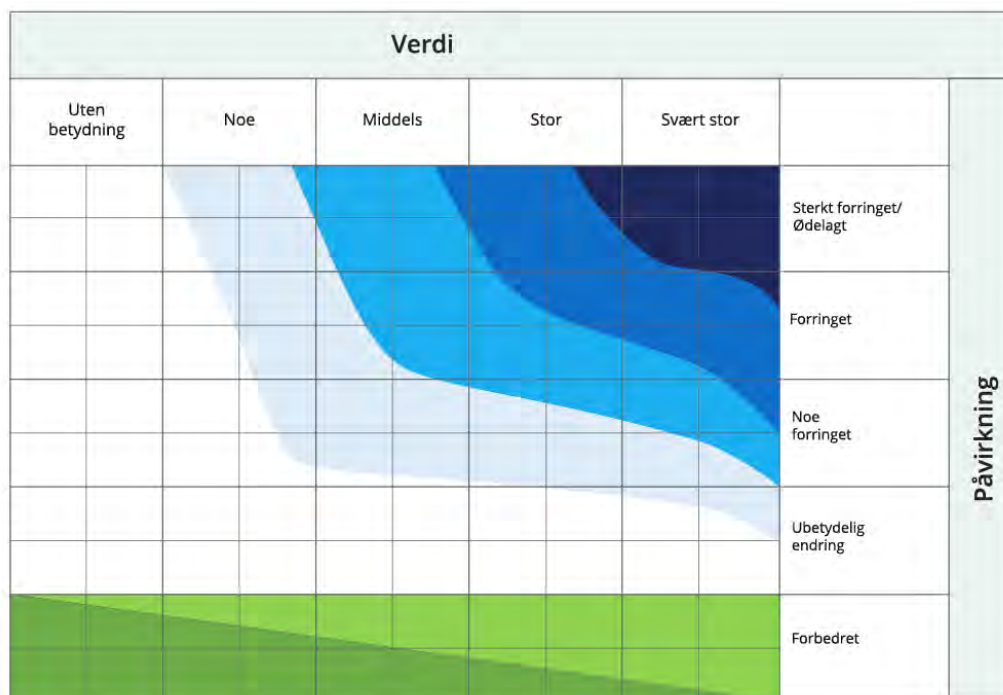 Verdi
Uten
betydning
Noe
Middels
Stor
Svært stor
Sterkt forringet/
Ødelagt
Forringet
Noe
forringet
Ubetydelig
endring
Forbedret
Påvirkning